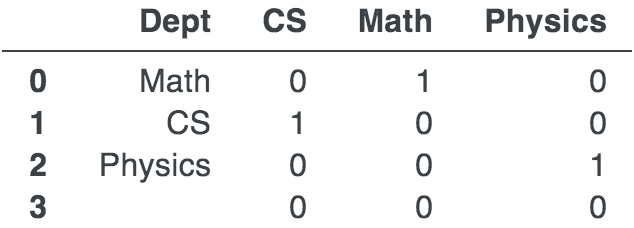 Dept CS Math Physics
0 Math 0 1 0
1 CS 1 0 0
2 Physics 0 0 1
3 0 0 0